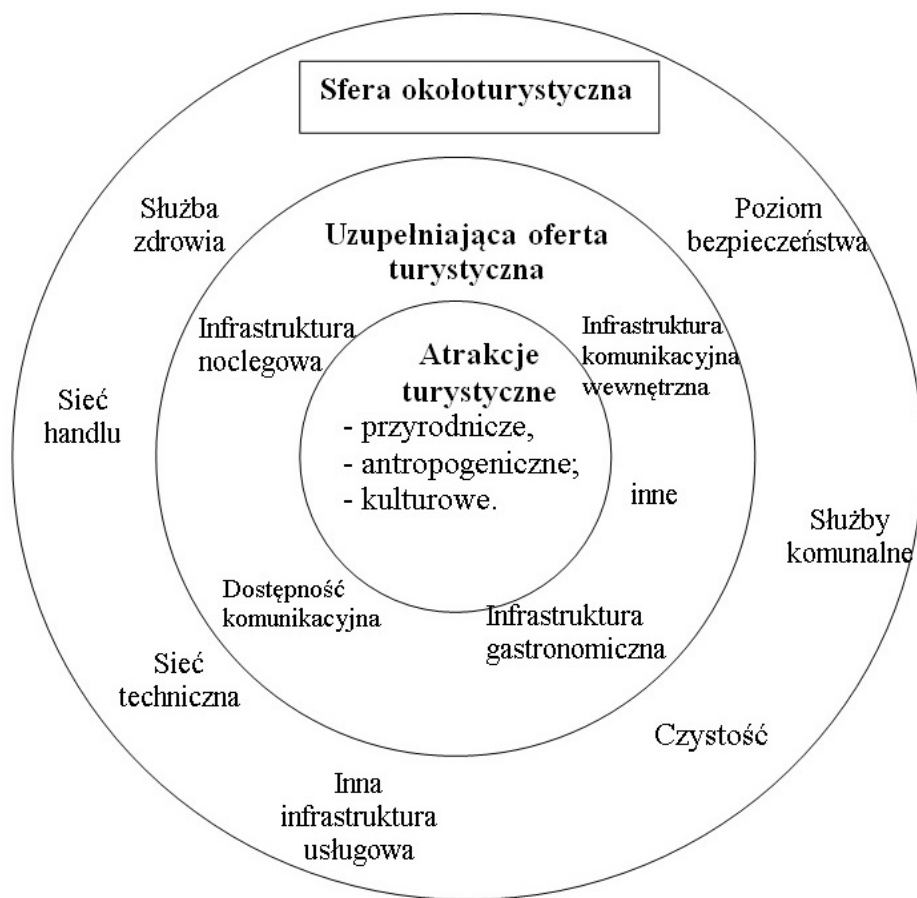 Sfera okołoturystyczna
Służba
zdrowia
Poziom
bezpieczeństwa
Uzupełniająca oferta
turystyczna
Infrastruktura
noclegowa
Infrastruktura
komunikacyjna
wewnętrzna
Atrakcje
turystyczne
- przyrodnicze,
- antropogeniczne;
- kulturowe.
Sieć
handlu
inne
Służby
komunalne
Dostępność
komunikacyjna
Infrastruktura
gastronomiczna
Sieć
techniczna
Czystość
Inna
infrastruktura
usługowa